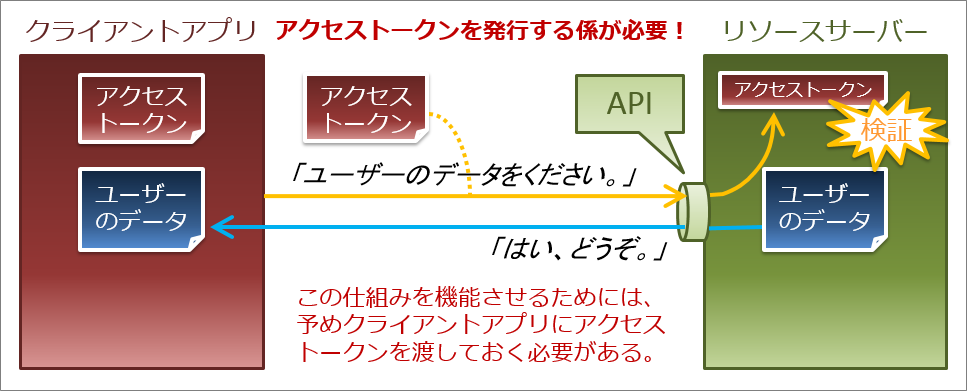 クライアントアプリ
アクセストークンを発行する係が必要！
リソースサーバー
アクセス
トークン
アクセス
トークン
API
アクセストークン
検証
「ユーザーのデータをください。」
ユーザー
のデータ
ユーザー
のデータ
「はい、どうぞ。」
この仕組みを機能させるためには、
予めクライアントアプリにアクセス
トークンを渡しておく必要がある。